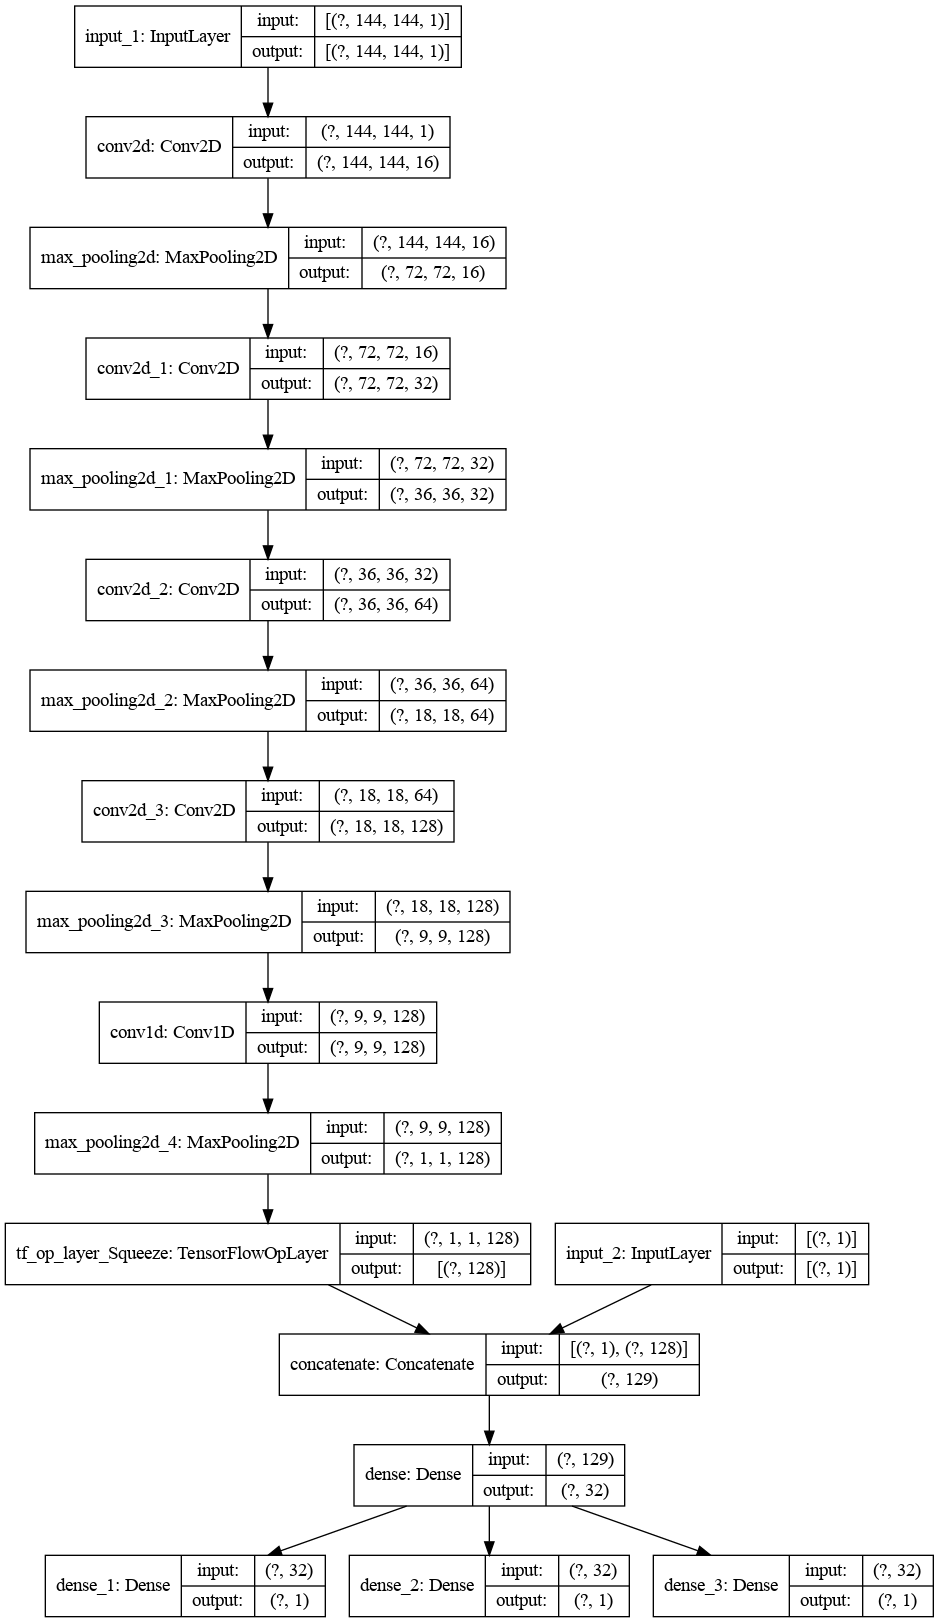 input_1: InputLayer
input: [(?, 144, 144, 1)]
output: [(?, 144, 144, 1)]
conv2d: Conv2D
input: (?, 144, 144, 1)
output: (?, 144, 144, 16)
max_pooling2d: MaxPooling2D
input: (?, 144, 144, 16)
output: (?, 72, 72, 16)
conv2d_1: Conv2D
input: (?, 72, 72, 16)
output: (?, 72, 72, 32)
max_pooling2d_1: MaxPooling2D
input: (?, 72, 72, 32)
output: (?, 36, 36, 32)
conv2d_2: Conv2D
input: (?, 36, 36, 32)
output: (?, 36, 36, 64)
max_pooling2d_2: MaxPooling2D
input: (?, 36, 36, 64)
output: (?, 18, 18, 64)
conv2d_3: Conv2D
input: (?, 18, 18, 64)
output: (?, 18, 18, 128)
max_pooling2d_3: MaxPooling2D
input: (?, 18, 18, 128)
output: (?, 9, 9, 128)
conv1d: Conv1D
input: (?, 9, 9, 128)
output: (?, 9, 9, 128)
max_pooling2d_4: MaxPooling2D
input: (?, 9, 9, 128)
output: (?, 1, 1, 128)
tf_op_layer_Squeeze: TensorFlowOpLayer
input: (?, 1, 1, 128)
output: [(?, 128)]
input_2: InputLayer
input: [(?, 1)]
output: [(?, 1)]
concatenate: Concatenate
input: [(?, 1), (?, 128)]
output: (?, 129)
dense: Dense
input: (?, 129)
output: (?, 32)
dense_1: Dense
input: (?, 32)
output: (?, 1)
dense_2: Dense
input: (?, 32)
output: (?, 1)
dense_3: Dense
input: (?, 32)
output: (?, 1)